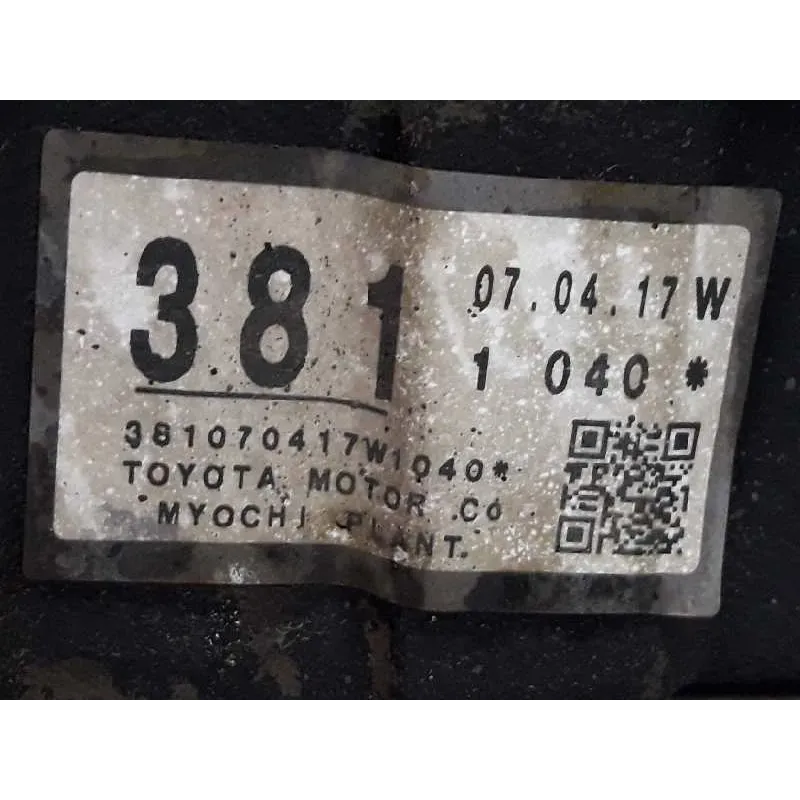 381
07.04.17W
1 040*
381070417W1040*
TOYOTA MOTOR Co
MYOCHI PLANT.